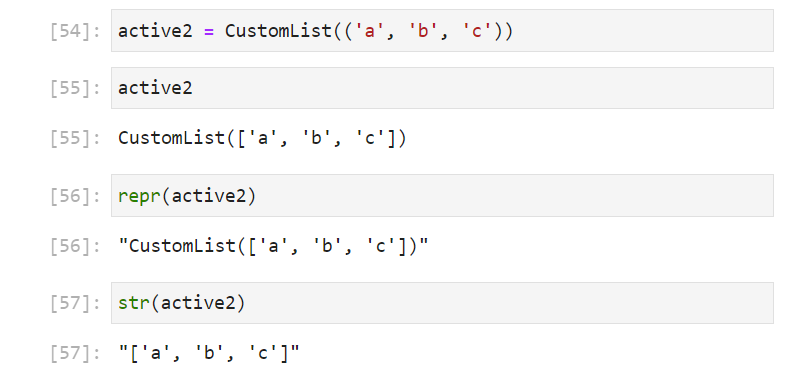 [54]: active2 = CustomList(('a', 'b', 'c'))
[55]: active2
[55]: CustomList(['a', 'b', 'c'])
[56]: repr(active2)
[56]: "CustomList(['a', 'b', 'c'])"
[57]: str(active2)
[57]: "['a', 'b', 'c']"